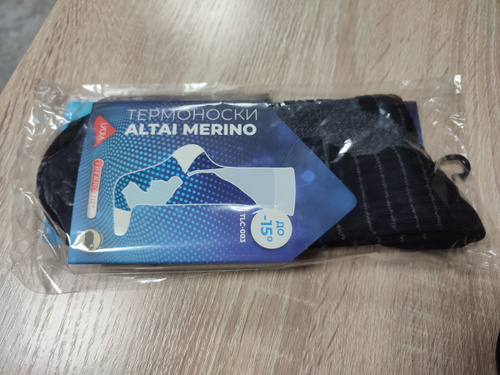 ТЕРМОНОСКИ
ALTAI MERINO
ДО
-15°
TLC-003